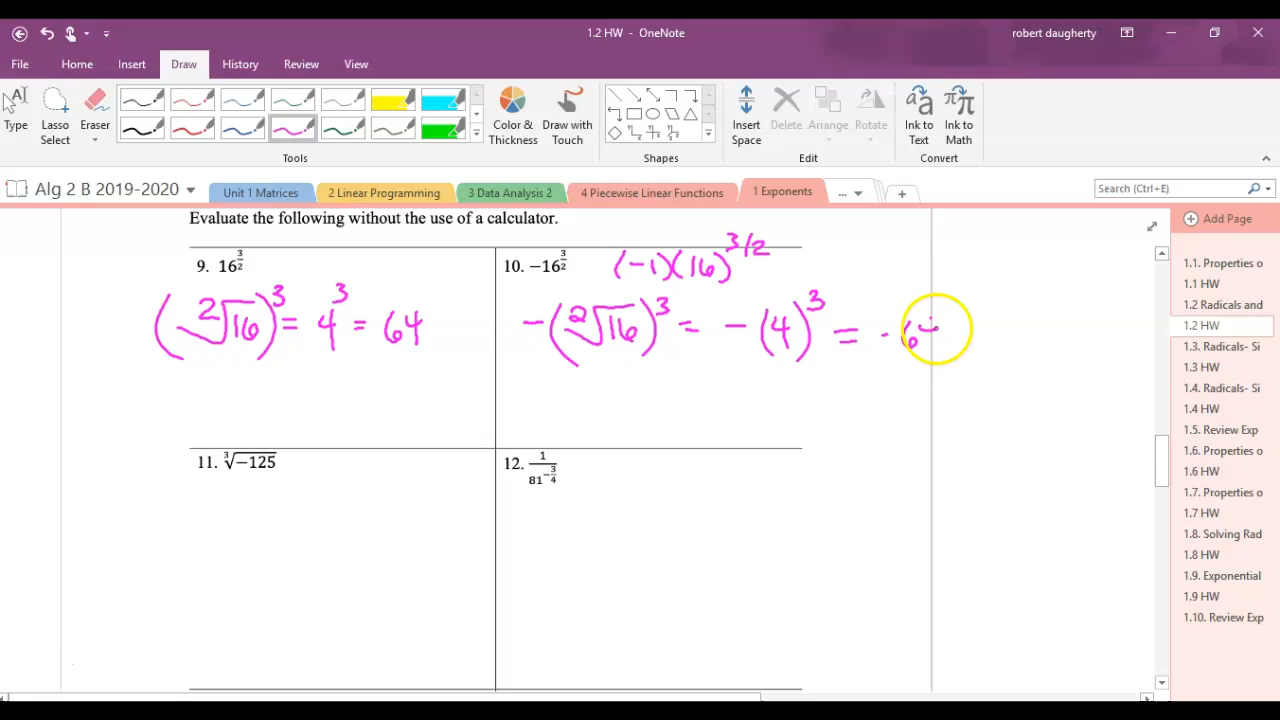 1.2 HW - OneNote
robert daugherty
File Home Insert Draw History Review View
Type
Lasso Select
Eraser
Color & Thickness
Draw with Touch
Insert Space
Delete
Arrange
Rotate
Ink to Text
Ink to Math
Tools
Shapes
Edit
Convert
Alg 2 B 2019-2020
Unit 1 Matrices
2 Linear Programming
3 Data Analysis 2
4 Piecewise Linear Functions
1 Exponents
...
Search (Ctrl+E)
Add Page
Evaluate the following without the use of a calculator.
9. 16^(3/2)
(²√16)³ = 4³ = 64
10. −16^(3/2)
(-1)(16)^(3/2)
-(²√16)³ = -(4)³ = - 6
11. ³√−125
12. 1/81^(−3/4)
1.1. Properties o
1.1 HW
1.2 Radicals and
1.2 HW
1.3. Radicals- Si
1.3 HW
1.4. Radicals- Si
1.4 HW
1.5. Review Exp
1.6. Properties o
1.6 HW
1.7. Properties o
1.7 HW
1.8. Solving Rad
1.8 HW
1.9. Exponential
1.9 HW
1.10. Review Exp